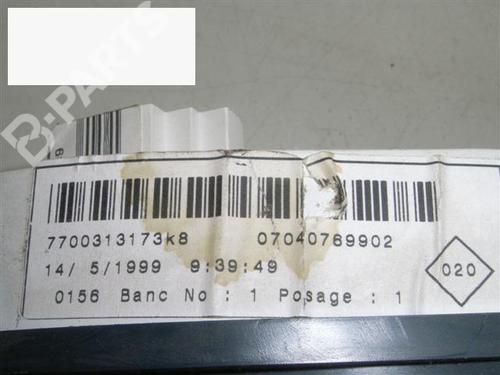 B-PARTS
7700313173k8 07040769902
14/ 5/1999 9:39:49
0156 Banc No : 1 Posage : 1
020